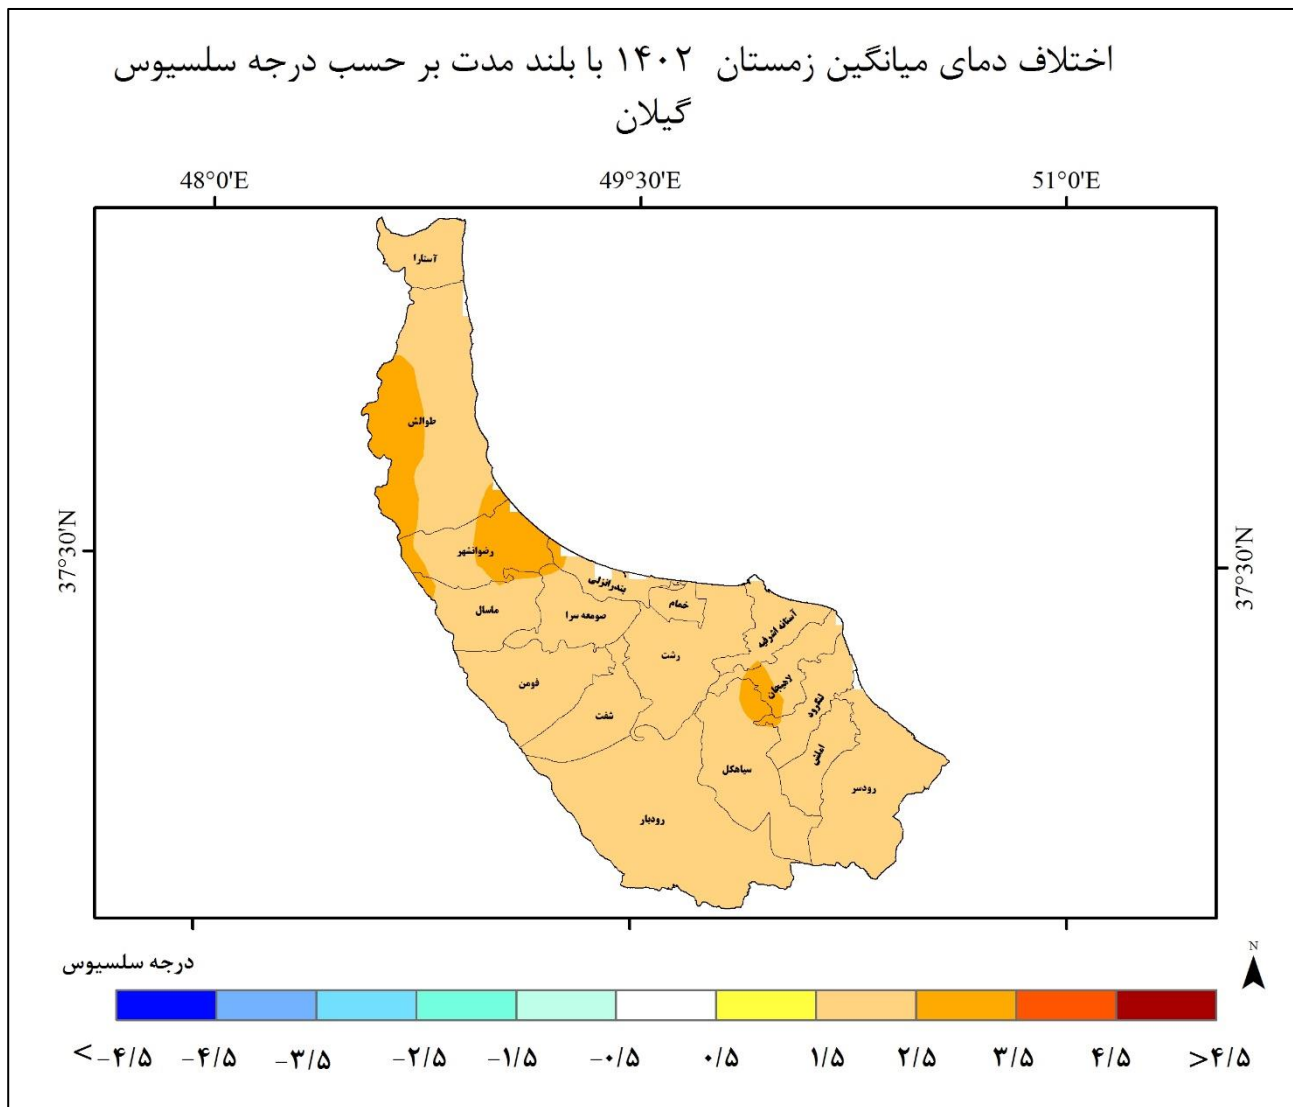 اختلاف دمای میانگین زمستان ۱۴۰۲ با بلند مدت بر حسب درجه سلسیوس
گیلان
48°0'E 49°30'E 51°0'E
آستارا
طوالش
37°30'N
37°30'N
رضوانشهر
بندرانزلی
خمام
ماسال
صومعه سرا
آستانه اشرفیه
رشت
فومن
لاهیجان
لنگرود
شفت
املش
سیاهکل
رودسر
رودبار
درجه سلسیوس
N
<-۴/۵ -۴/۵ -۳/۵ -۲/۵ -۱/۵ -۰/۵ ۰/۵ ۱/۵ ۲/۵ ۳/۵ ۴/۵ >۴/۵